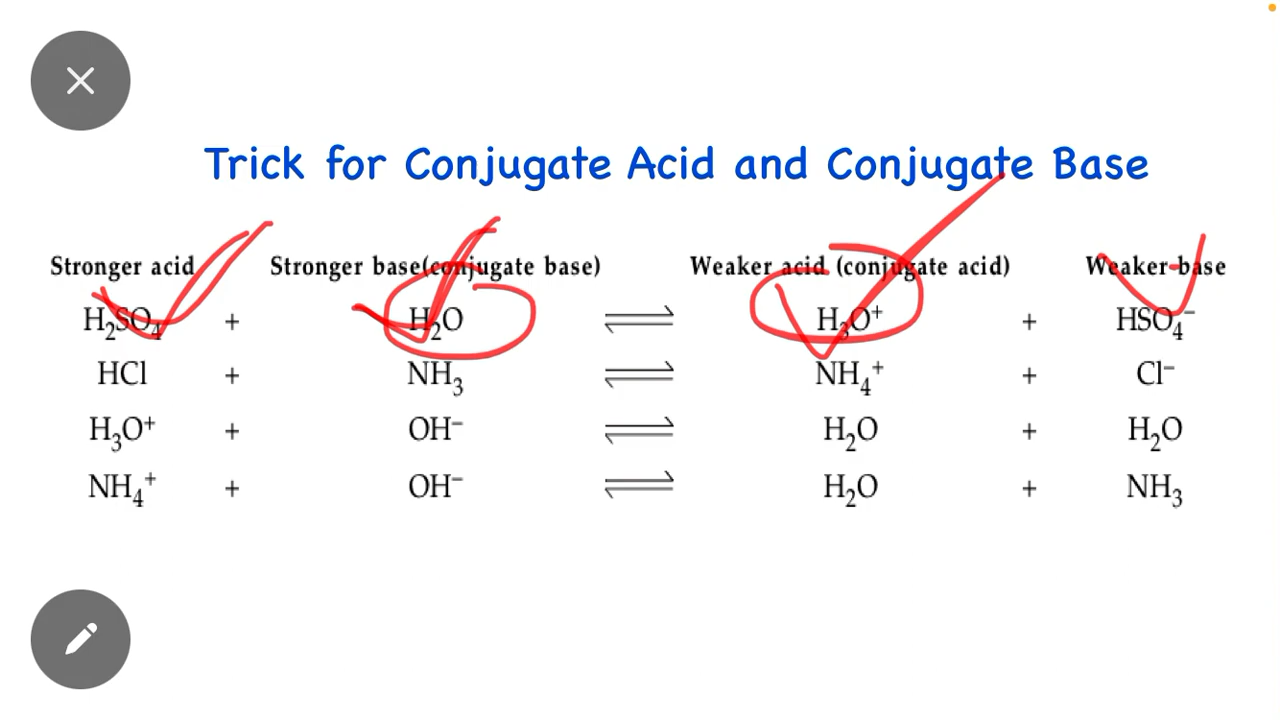 Trick for Conjugate Acid and Conjugate Base
Stronger acid Stronger base(conjugate base) Weaker acid (conjugate acid) Weaker base
H₂SO₄ + H₂O ⇌ H₃O⁺ + HSO₄⁻
HCl + NH₃ ⇌ NH₄⁺ + Cl⁻
H₃O⁺ + OH⁻ ⇌ H₂O + H₂O
NH₄⁺ + OH⁻ ⇌ H₂O + NH₃